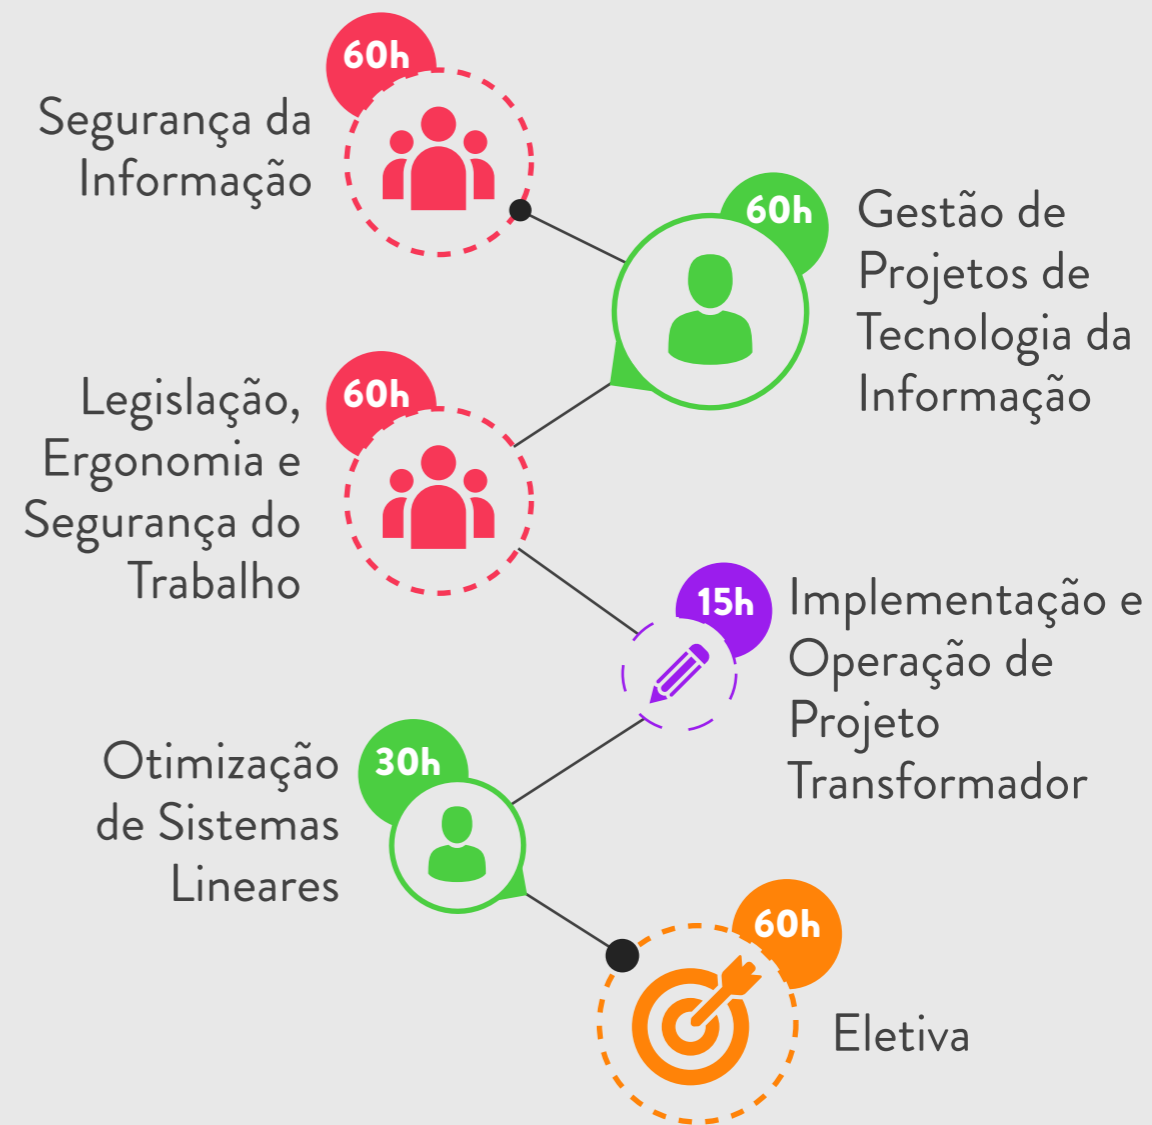 60h
Segurança da
Informação
60h
Gestão de
Projetos de
Tecnologia da
Informação
60h
Legislação,
Ergonomia e
Segurança do
Trabalho
15h
Implementação e
Operação de
Projeto
Transformador
30h
Otimização
de Sistemas
Lineares
60h
Eletiva